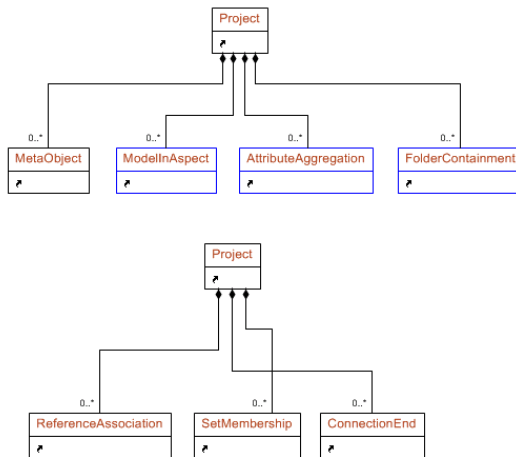 Project
0..*
0..*
0..*
0..*
MetaObject
ModelInAspect
AttributeAggregation
FolderContainment
Project
0..*
0..*
0..*
ReferenceAssociation
SetMembership
ConnectionEnd